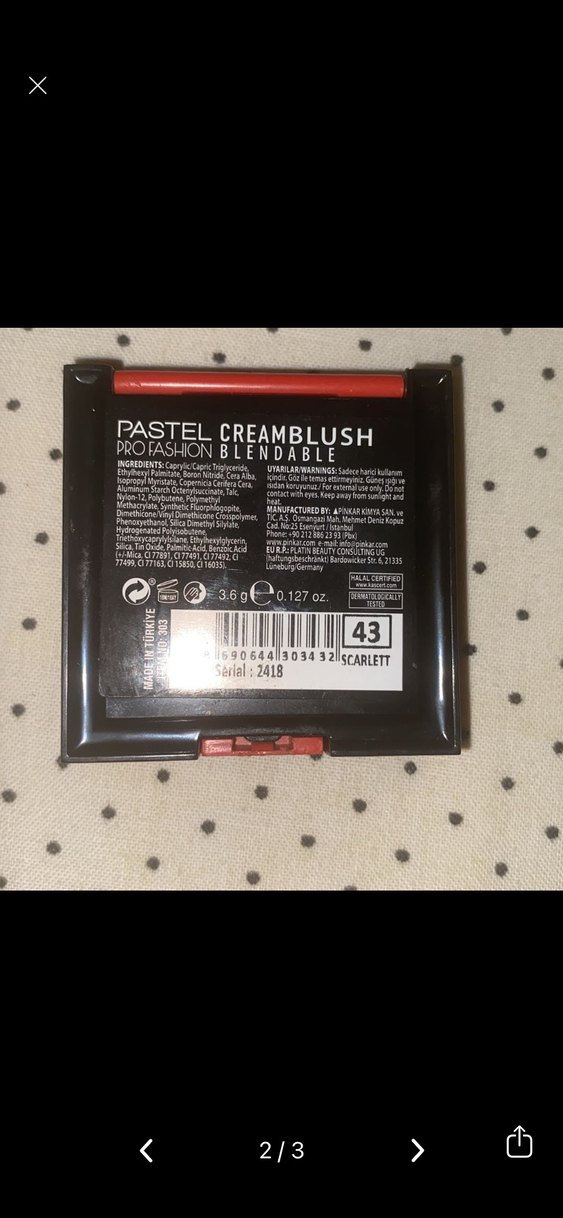 PASTEL CREAMBLUSH
PRO FASHION BLENDABLE
INGREDIENTS: Caprylic/Capric Triglyceride,
Ethylhexyl Palmitate, Boron Nitride, Cera Alba,
Isopropyl Myristate, Copernicia Cerifera Cera,
Aluminum Starch Octenylsuccinate, Talc,
Nylon-12, Polybutene, Polymethyl
Methacrylate, Synthetic Fluorphlogopite,
Dimethicone/Vinyl Dimethicone Crosspolymer,
Phenoxyethanol, Silica Dimethyl Silylate,
Hydrogenated Polyisobutene,
Triethoxycaprylylsilane, Ethylhexylglycerin,
Silica, Tin Oxide, Palmitic Acid, Benzoic Acid
(+/-Mica, CI 77891, CI 77491, CI 77492, CI
77499, CI 77163, CI 15850, CI 16035).
UYARILAR/WARNINGS: Sadece harici kullanım
içindir. Göz ile temas ettirmeyiniz. Güneş ışığı ve
ısıdan koruyunuz./ For external use only. Do not
contact with eyes. Keep away from sunlight and
heat.
MANUFACTURED BY: PİNKAR KİMYA SAN. ve
TİC. A.Ş. Osmangazi Mah. Mehmet Deniz Kopuz
Cad. No:25 Esenyurt / İstanbul
Phone: +90 212 886 23 93 (Pbx)
www.pinkar.com e-mail: info@pinkar.com
EU R.P.: PLATIN BEAUTY CONSULTING UG
(haftungsbeschränkt) Bardowicker Str. 6, 21335
Lüneburg/Germany
HALAL CERTIFIED
www.kascert.com
DERMATOLOGICALLY
TESTED
3.6 g e 0.127 oz.
MADE IN TÜRKİYE
NO: 303
690644 303432
43
SCARLETT
Serial : 2418
2 / 3